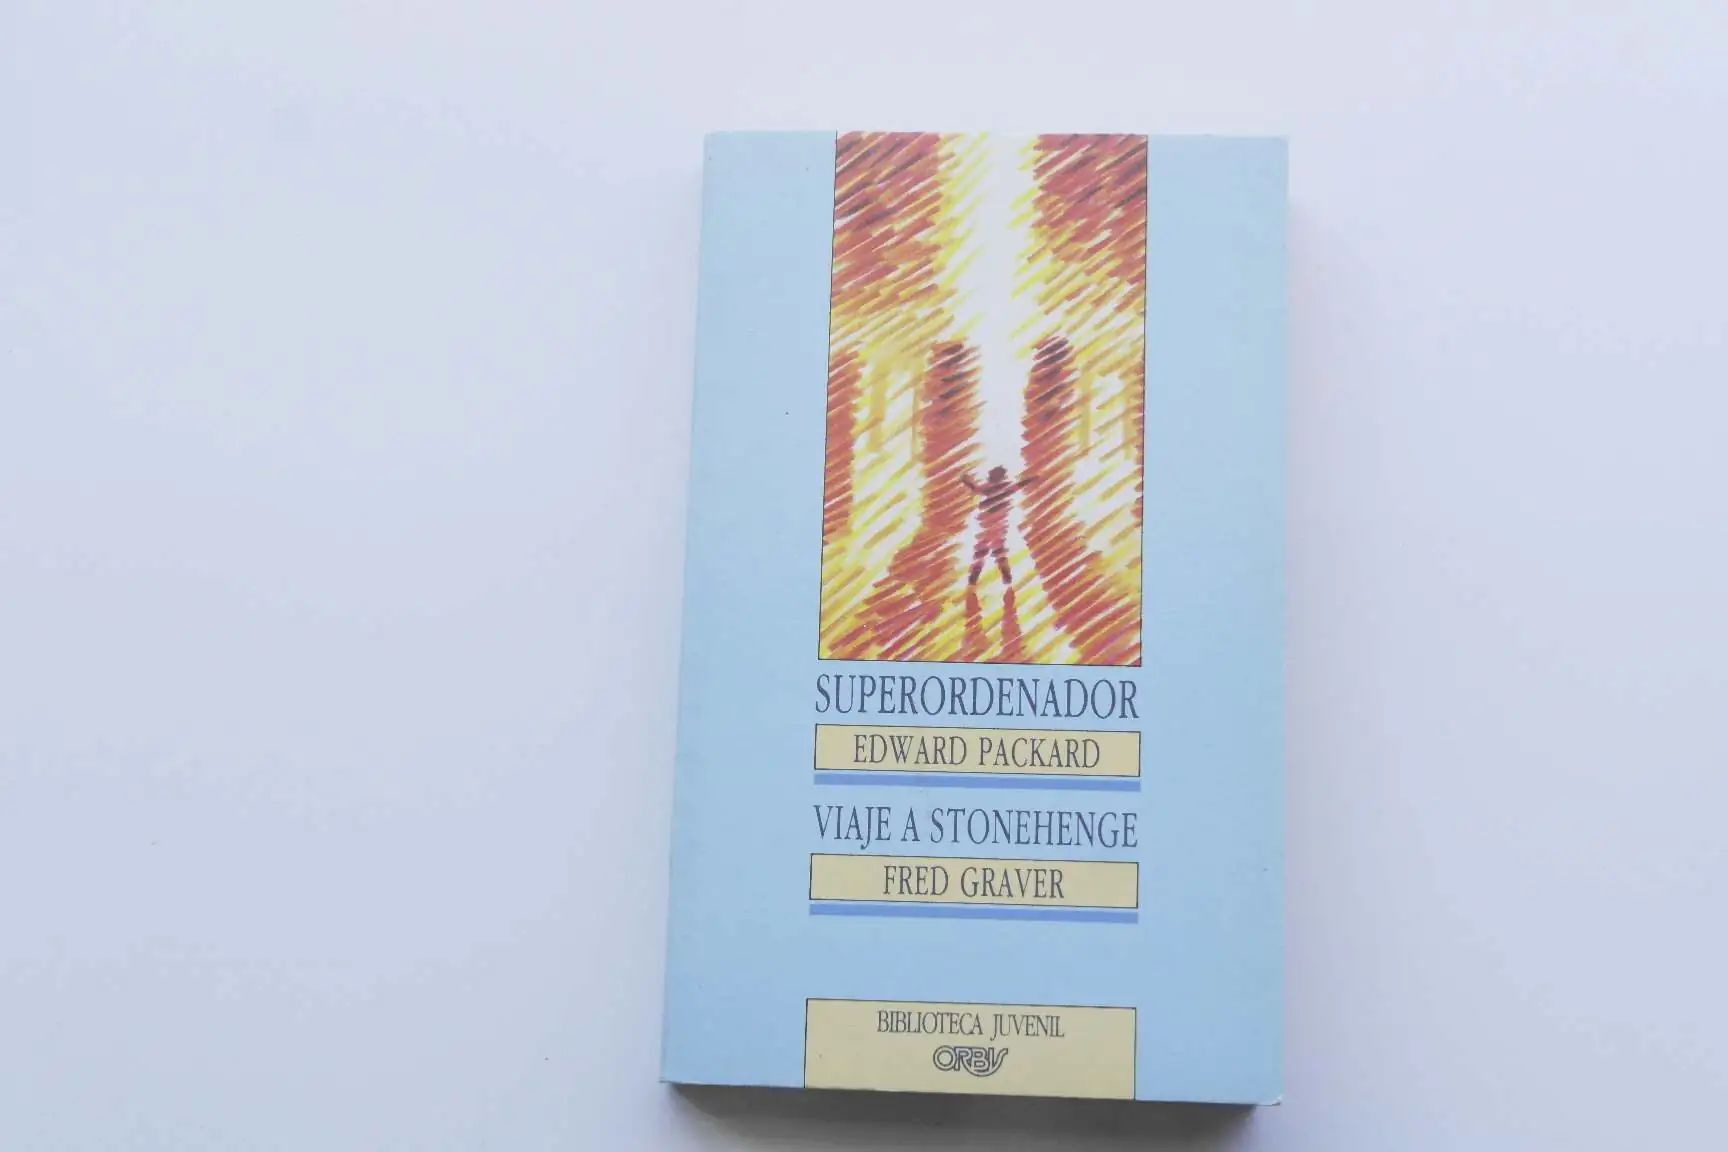 SUPERORDENADOR
EDWARD PACKARD
VIAJE A STONEHENGE
FRED GRAVER
BIBLIOTECA JUVENIL
ORBIS